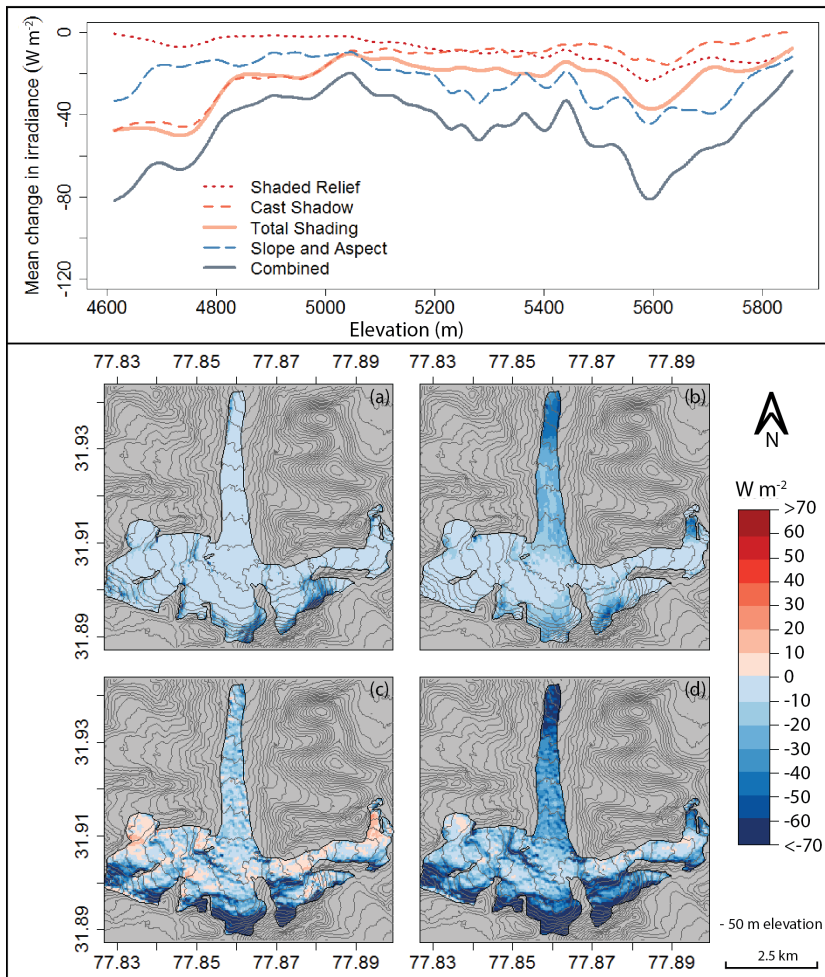 Mean change in irradiance (W m⁻²)
0
-40
-80
-120
Shaded Relief
Cast Shadow
Total Shading
Slope and Aspect
Combined
4600 4800 5000 5200 5400 5600 5800
Elevation (m)
77.83 77.85 77.87 77.89 77.83 77.85 77.87 77.89
(a) (b)
31.93
31.91
31.89
N
W m⁻²
>70
60
50
40
30
20
10
0
-10
-20
-30
-40
-50
-60
<-70
(c) (d)
31.93
31.91
31.89
77.83 77.85 77.87 77.89 77.83 77.85 77.87 77.89
- 50 m elevation
2.5 km